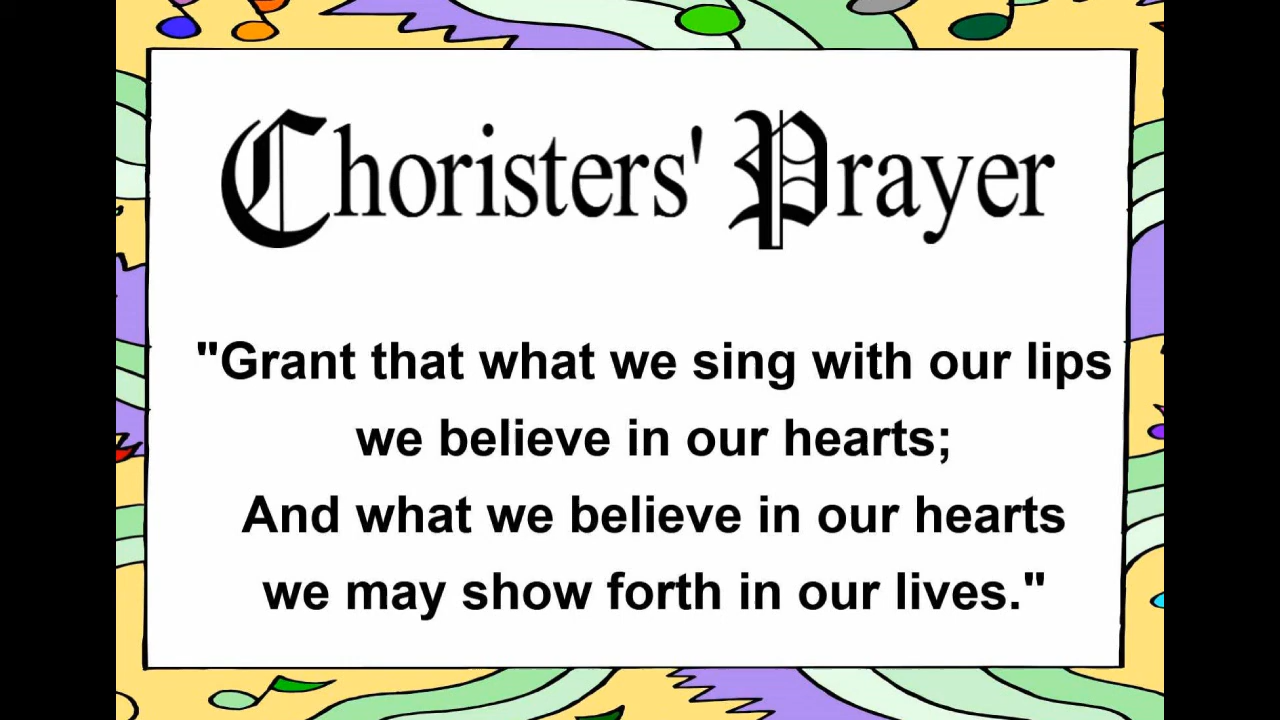 Choristers' Prayer
"Grant that what we sing with our lips
we believe in our hearts;
And what we believe in our hearts
we may show forth in our lives."